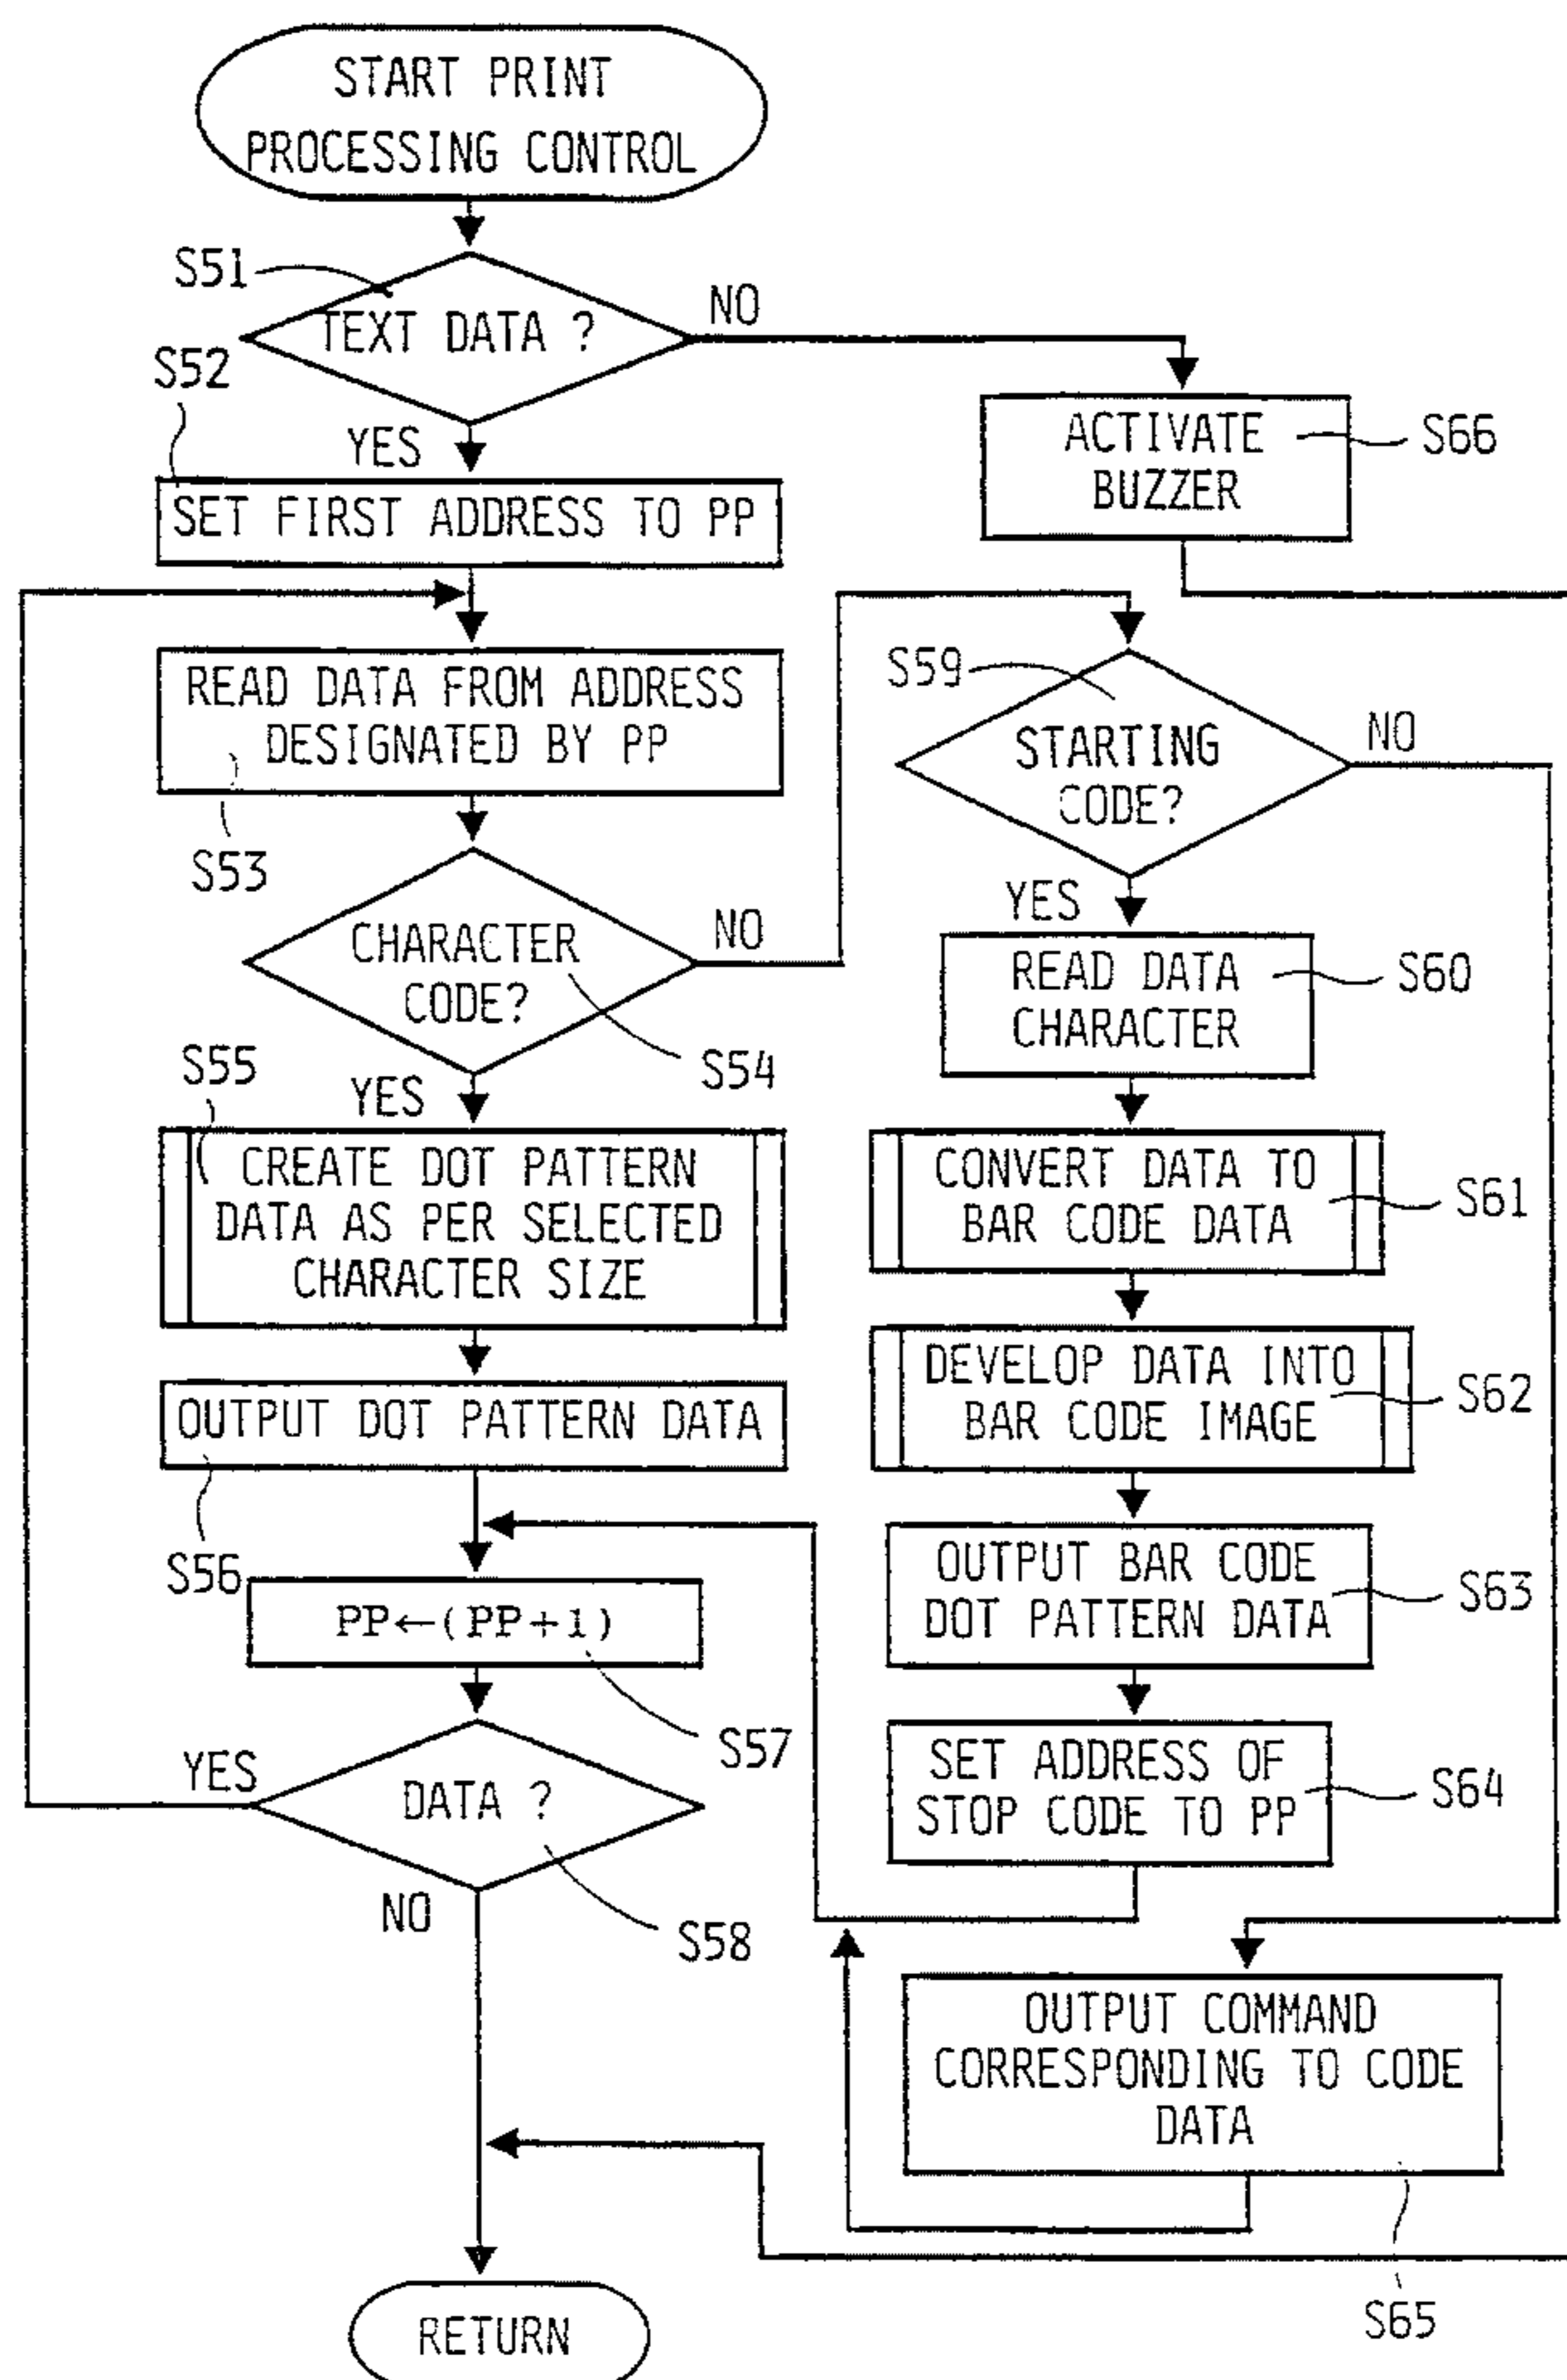 START PRINT
PROCESSING CONTROL
S51
TEXT DATA ?
NO
S52
YES
SET FIRST ADDRESS TO PP
ACTIVATE
BUZZER
S66
READ DATA FROM ADDRESS
DESIGNATED BY PP
S53
S59
STARTING
CODE?
NO
CHARACTER
CODE?
NO
S54
YES
READ DATA
CHARACTER
S60
S55
YES
CREATE DOT PATTERN
DATA AS PER SELECTED
CHARACTER SIZE
CONVERT DATA TO
BAR CODE DATA
S61
OUTPUT DOT PATTERN DATA
S56
DEVELOP DATA INTO
BAR CODE IMAGE
S62
PP←(PP+1)
S57
OUTPUT BAR CODE
DOT PATTERN DATA
S63
YES
DATA ?
NO
S58
SET ADDRESS OF
STOP CODE TO PP
S64
OUTPUT COMMAND
CORRESPONDING TO CODE
DATA
S65
RETURN